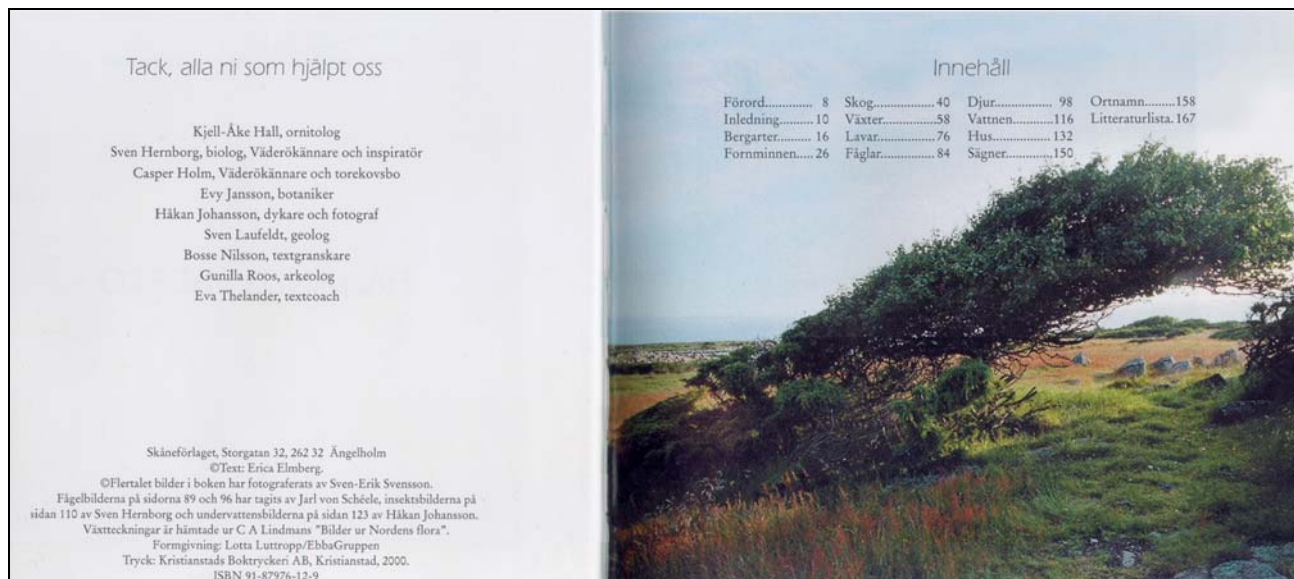 Tack, alla ni som hjälpt oss
Kjell-Åke Hall, ornitolog
Sven Hernborg, biolog, Väderökännare och inspiratör
Casper Holm, Väderökännare och torekovsbo
Evy Jansson, botaniker
Håkan Johansson, dykare och fotograf
Sven Laufeldt, geolog
Bosse Nilsson, textgranskare
Gunilla Roos, arkeolog
Eva Thelander, textcoach
Skåneförlaget, Storgatan 32, 262 32 Ängelholm
©Text: Erica Elmberg.
©Flertalet bilder i boken har fotograferats av Sven-Erik Svensson.
Fågelbilderna på sidorna 89 och 96 har tagits av Jarl von Schéele, insektsbilderna på
sidan 110 av Sven Hernborg och undervattensbilderna på sidan 123 av Håkan Johansson.
Växtteckningar är hämtade ur C A Lindmans "Bilder ur Nordens flora".
Formgivning: Lotta Luttropp/EbbaGruppen
Tryck: Kristianstads Boktryckeri AB, Kristianstad, 2000.
ISBN 91-87976-12-9
Innehåll
Förord............... 8
Inledning.......... 10
Bergarter.......... 16
Fornminnen..... 26
Skog.................. 40
Växter................58
Lavar................. 76
Fåglar................ 84
Djur................. 98
Vattnen............116
Hus................. 132
Sägner.............150
Ortnamn.........158
Litteraturlista. 167